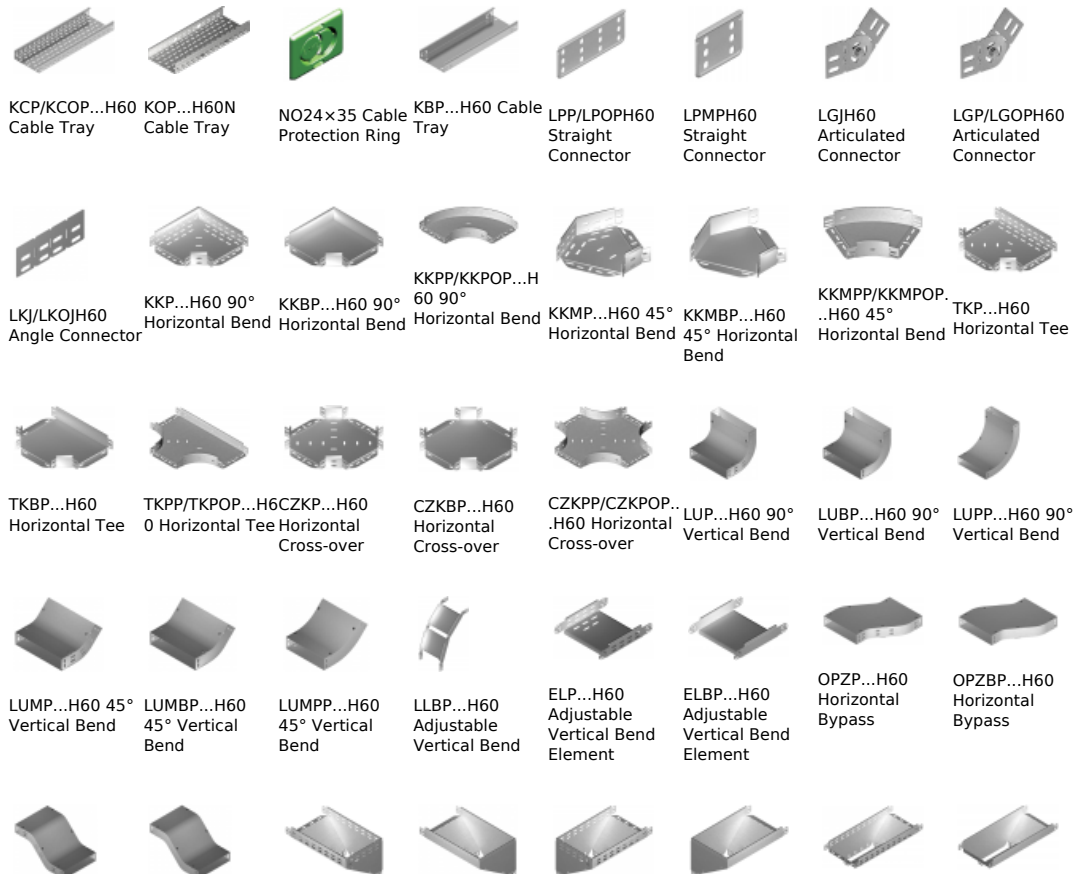 KCP/KCOP...H60
Cable Tray
KOP...H60N
Cable Tray
NO24×35 Cable
Protection Ring
KBP...H60 Cable
Tray
LPP/LPOPH60
Straight
Connector
LPMPH60
Straight
Connector
LGJH60
Articulated
Connector
LGP/LGOPH60
Articulated
Connector
LKJ/LKOJH60
Angle Connector
KKP...H60 90°
Horizontal Bend
KKBP...H60 90°
Horizontal Bend
KKPP/KKPOP...H
60 90°
Horizontal Bend
KKMP...H60 45°
Horizontal Bend
KKMBP...H60
45° Horizontal
Bend
KKMPP/KKMPOP.
..H60 45°
Horizontal Bend
TKP...H60
Horizontal Tee
TKBP...H60
Horizontal Tee
TKPP/TKPOP...H6
0 Horizontal Tee
CZKP...H60
Horizontal
Cross-over
CZKBP...H60
Horizontal
Cross-over
CZKPP/CZKPOP..
.H60 Horizontal
Cross-over
LUP...H60 90°
Vertical Bend
LUBP...H60 90°
Vertical Bend
LUPP...H60 90°
Vertical Bend
LUMP...H60 45°
Vertical Bend
LUMBP...H60
45° Vertical
Bend
LUMPP...H60
45° Vertical
Bend
LLBP...H60
Adjustable
Vertical Bend
ELP...H60
Adjustable
Vertical Bend
Element
ELBP...H60
Adjustable
Vertical Bend
Element
OPZP...H60
Horizontal
Bypass
OPZBP...H60
Horizontal
Bypass